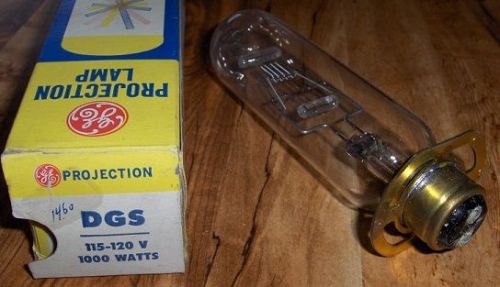 PROJECTION
LAMP
GE
GE PROJECTION
1460
DGS
115-120 V
1000 WATTS